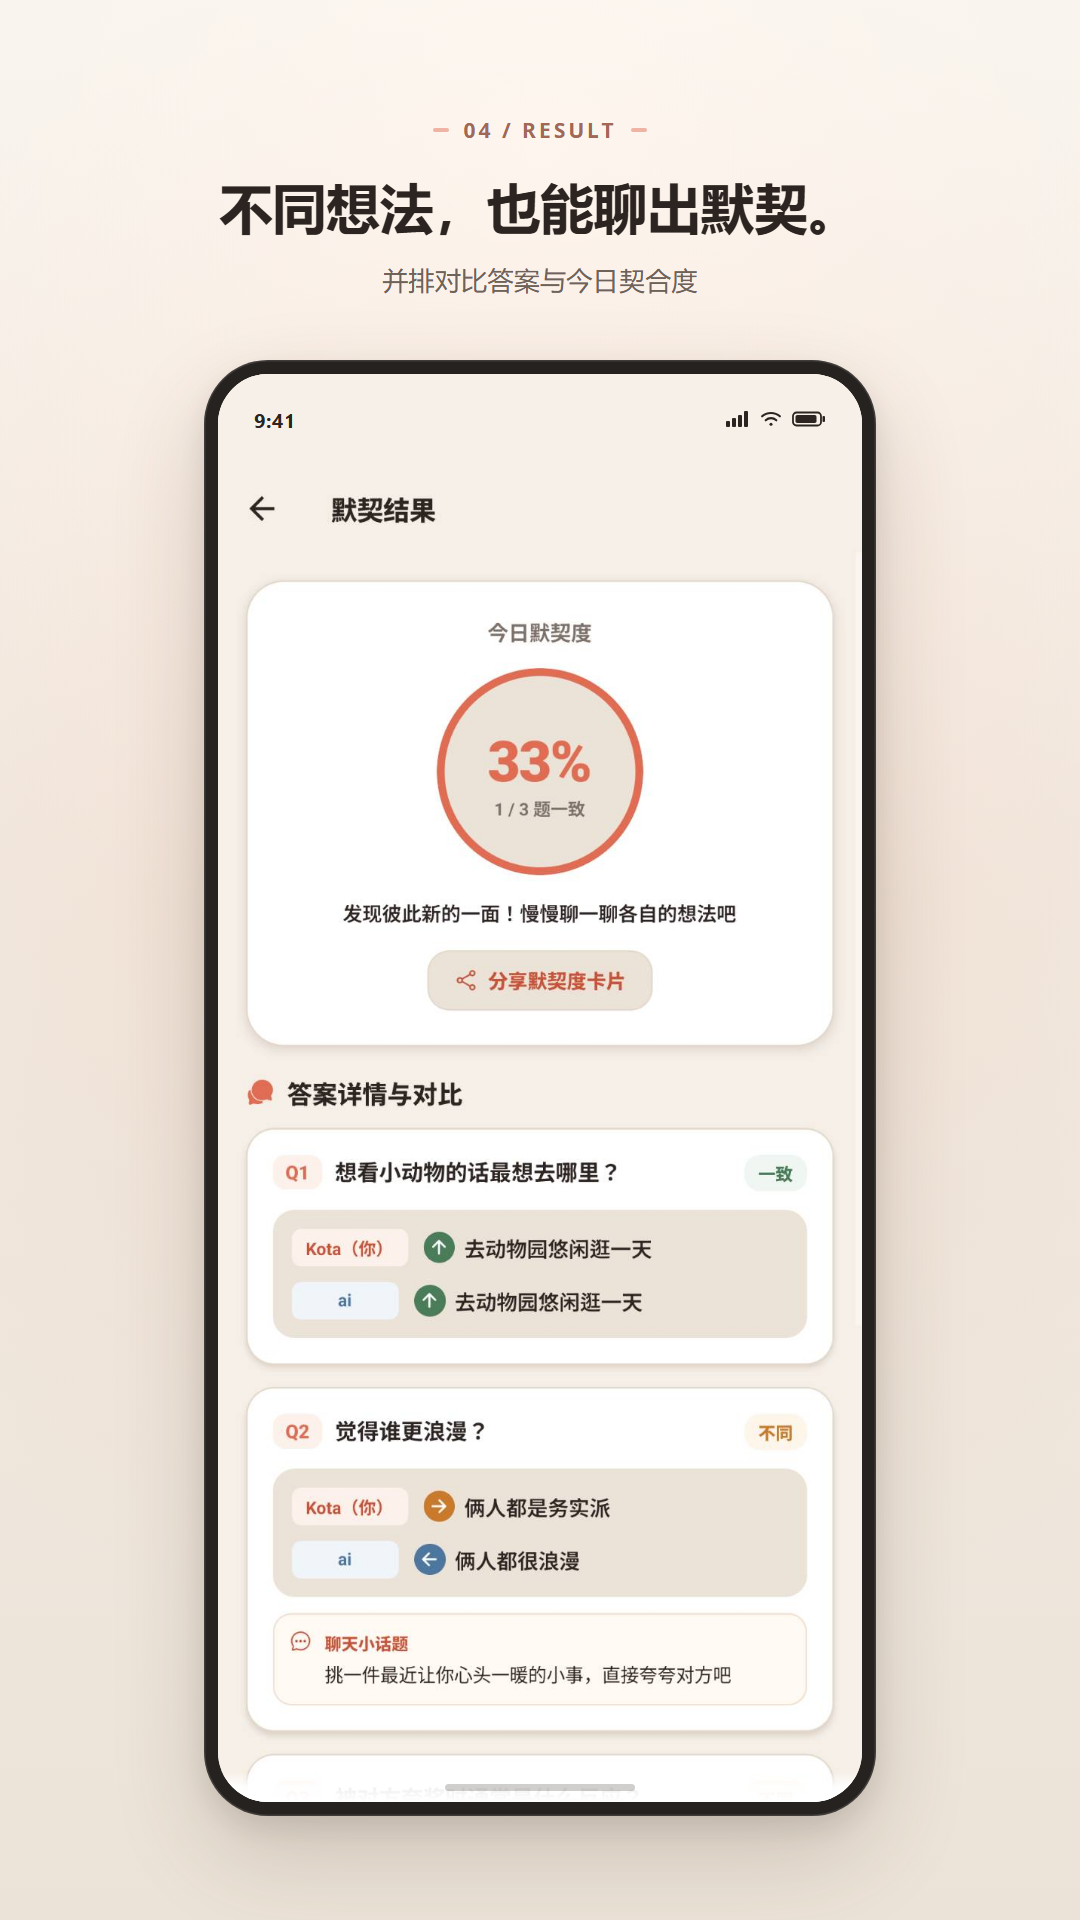 04 / RESULT
不同想法，也能聊出默契。
并排对比答案与今日契合度
9:41
默契结果
今日默契度
33%
1 / 3 题一致
发现彼此新的一面！慢慢聊一聊各自的想法吧
分享默契度卡片
答案详情与对比
Q1 想看小动物的话最想去哪里？ 一致
Kota（你） 去动物园悠闲逛一天
ai 去动物园悠闲逛一天
Q2 觉得谁更浪漫？ 不同
Kota（你） 俩人都是务实派
ai 俩人都很浪漫
聊天小话题
挑一件最近让你心头一暖的小事，直接夸夸对方吧